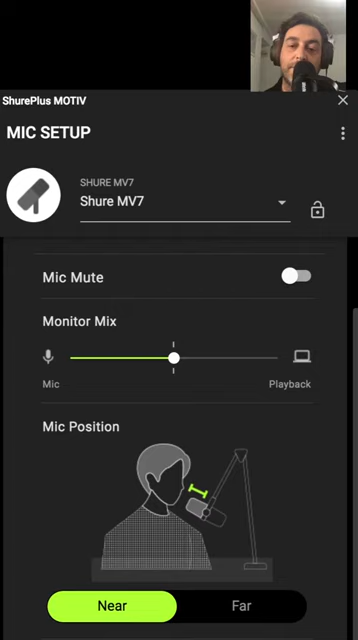 ShurePlus MOTIV
MIC SETUP
SHURE MV7
Shure MV7
Mic Mute
Monitor Mix
Mic
Playback
Mic Position
Near
Far